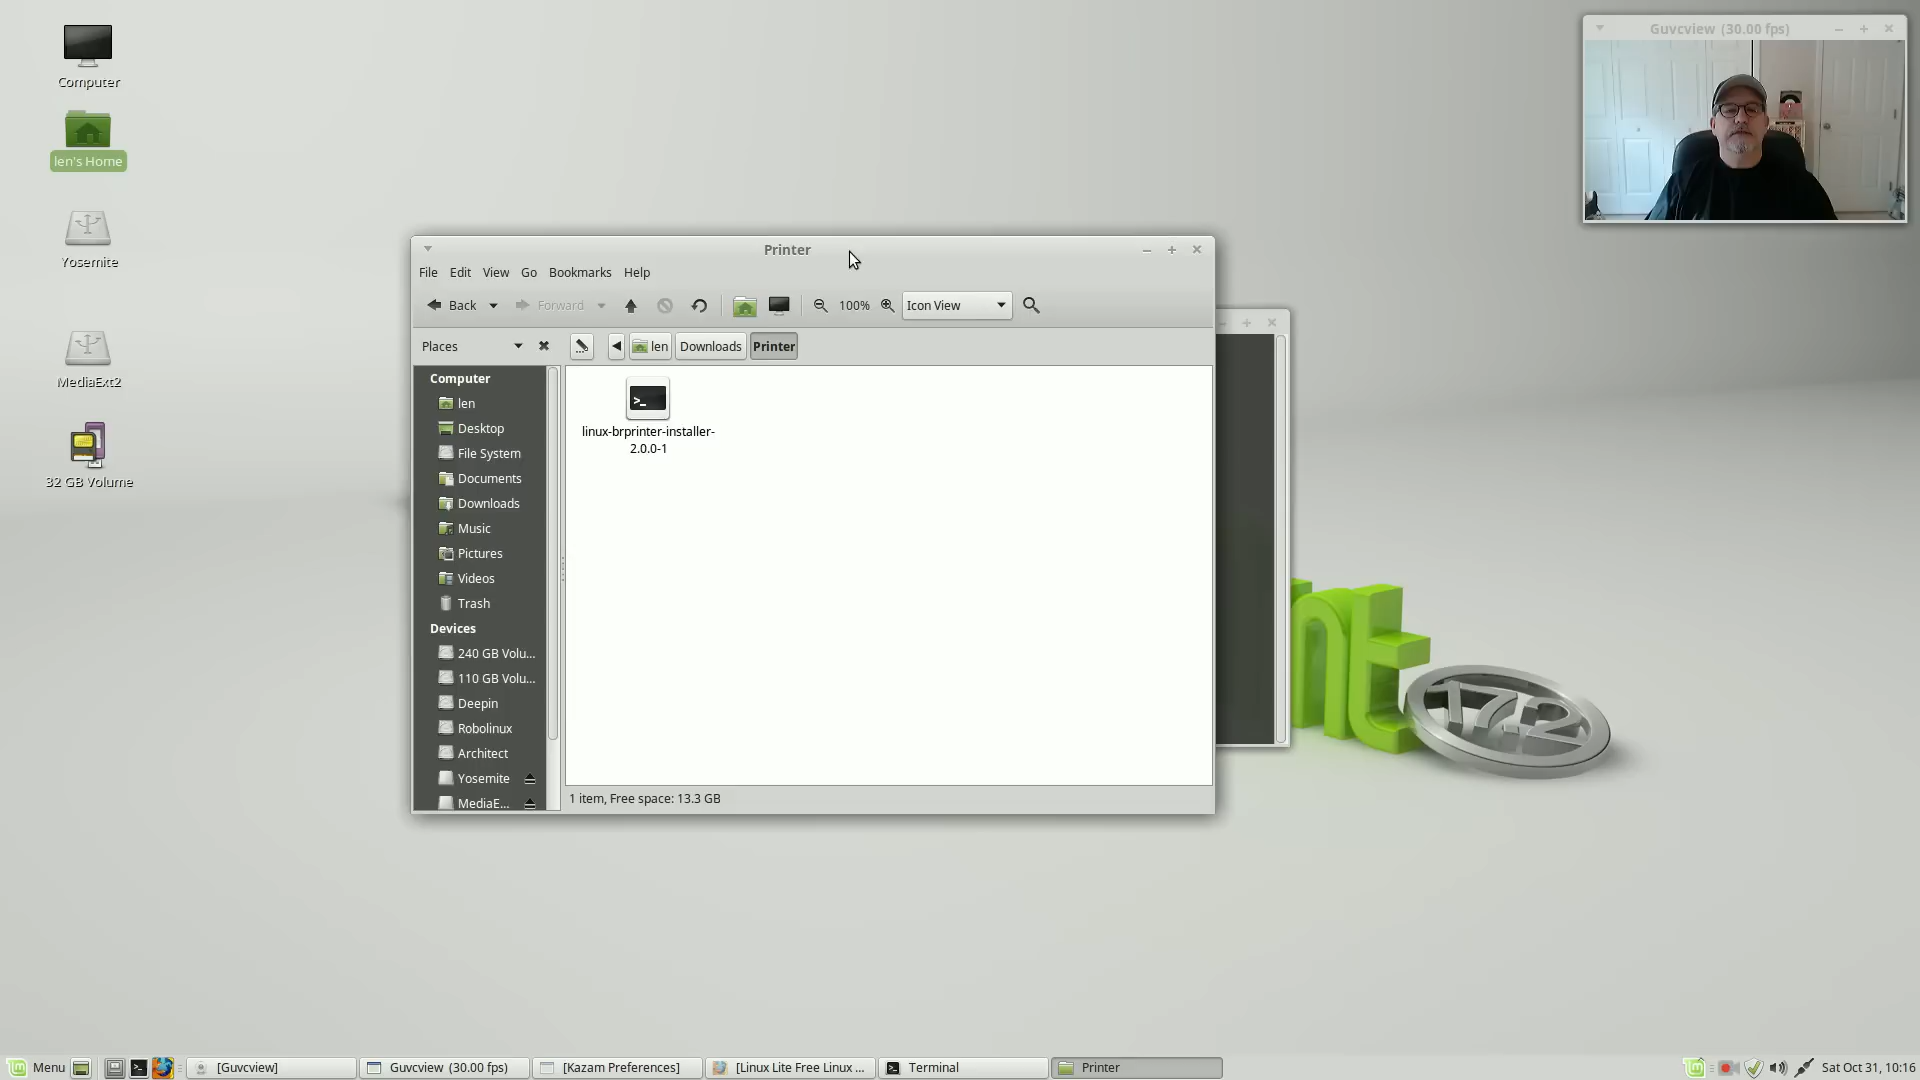 Computer
len's Home
Yosemite
MediaExt2
32 GB Volume
Guvcview (30.00 fps)
Printer
File Edit View Go Bookmarks Help
Back Forward 100% Icon View
Places len Downloads Printer
Computer
len
Desktop
File System
Documents
Downloads
Music
Pictures
Videos
Trash
Devices
240 GB Volu...
110 GB Volu...
Deepin
Robolinux
Architect
Yosemite
MediaE...
>_
linux-brprinter-installer-
2.0.0-1
1 item, Free space: 13.3 GB
nt
17.2
Menu [Guvcview] Guvcview (30.00 fps) [Kazam Preferences] [Linux Lite Free Linux ... Terminal Printer Sat Oct 31, 10:16